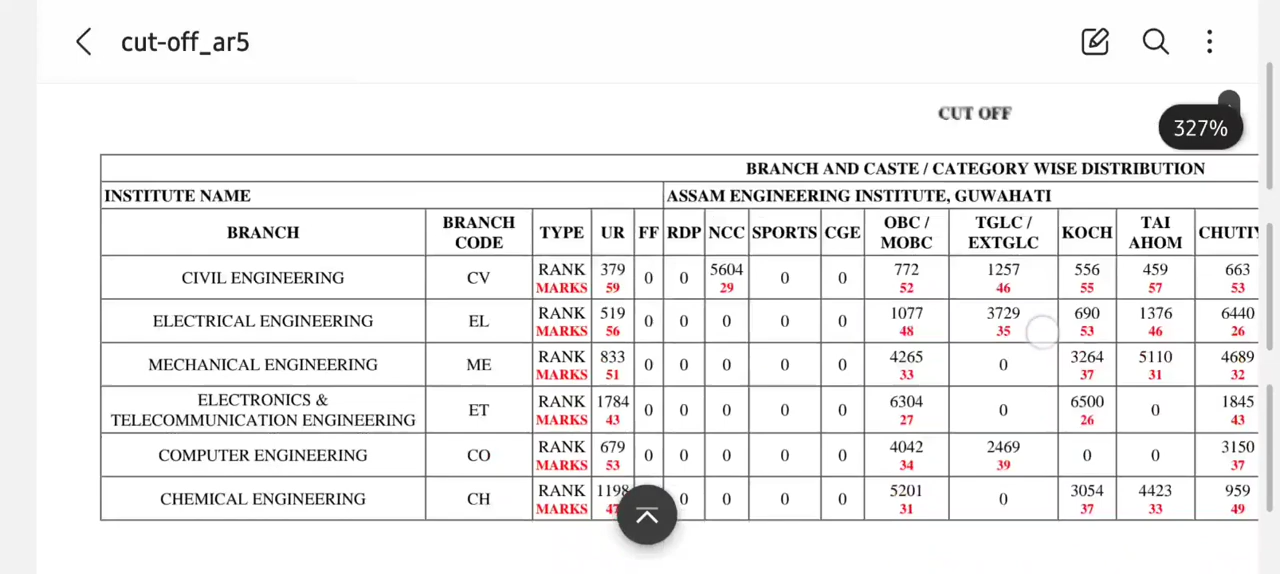 cut-off_ar5
CUT OFF
327%
BRANCH AND CASTE / CATEGORY WISE DISTRIBUTION
INSTITUTE NAME ASSAM ENGINEERING INSTITUTE, GUWAHATI
BRANCH BRANCH CODE TYPE UR FF RDP NCC SPORTS CGE OBC / MOBC TGLC / EXTGLC KOCH TAI AHOM
CIVIL ENGINEERING CV RANK 379 0 0 5604 0 0 772 1257 556 459 663
MARKS 59 29 52 46 55 57 53
ELECTRICAL ENGINEERING EL RANK 519 0 0 0 0 0 1077 3729 690 1376 6440
MARKS 56 48 35 53 46 26
MECHANICAL ENGINEERING ME RANK 833 0 0 0 0 0 4265 0 3264 5110 4689
MARKS 51 33 37 31 32
ELECTRONICS & TELECOMMUNICATION ENGINEERING ET RANK 1784 0 0 0 0 0 6304 0 6500 0 1845
MARKS 43 27 26 43
COMPUTER ENGINEERING CO RANK 679 0 0 0 0 0 4042 2469 0 0 3150
MARKS 53 34 39 37
CHEMICAL ENGINEERING CH RANK 1198 0 0 0 0 5201 0 3054 4423 959
MARKS 31 37 33 49